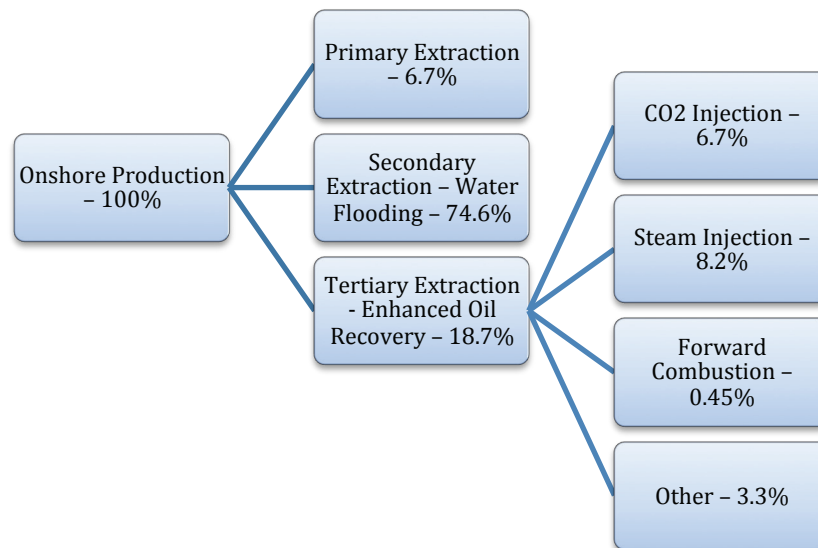 Primary Extraction
– 6.7%
CO2 Injection –
6.7%
Onshore Production
– 100%
Secondary
Extraction – Water
Flooding – 74.6%
Steam Injection –
8.2%
Tertiary Extraction
- Enhanced Oil
Recovery – 18.7%
Forward
Combustion –
0.45%
Other – 3.3%